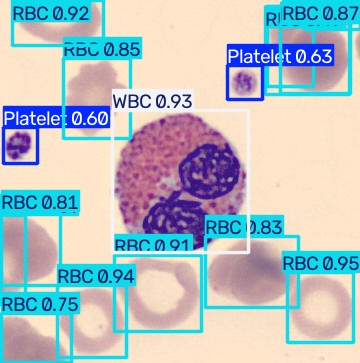 RBC 0.92
RBC 0.87
RBC 0.85
Platelet 0.63
WBC 0.93
Platelet 0.60
RBC 0.81
RBC 0.83
RBC 0.91
RBC 0.95
RBC 0.94
RBC 0.75